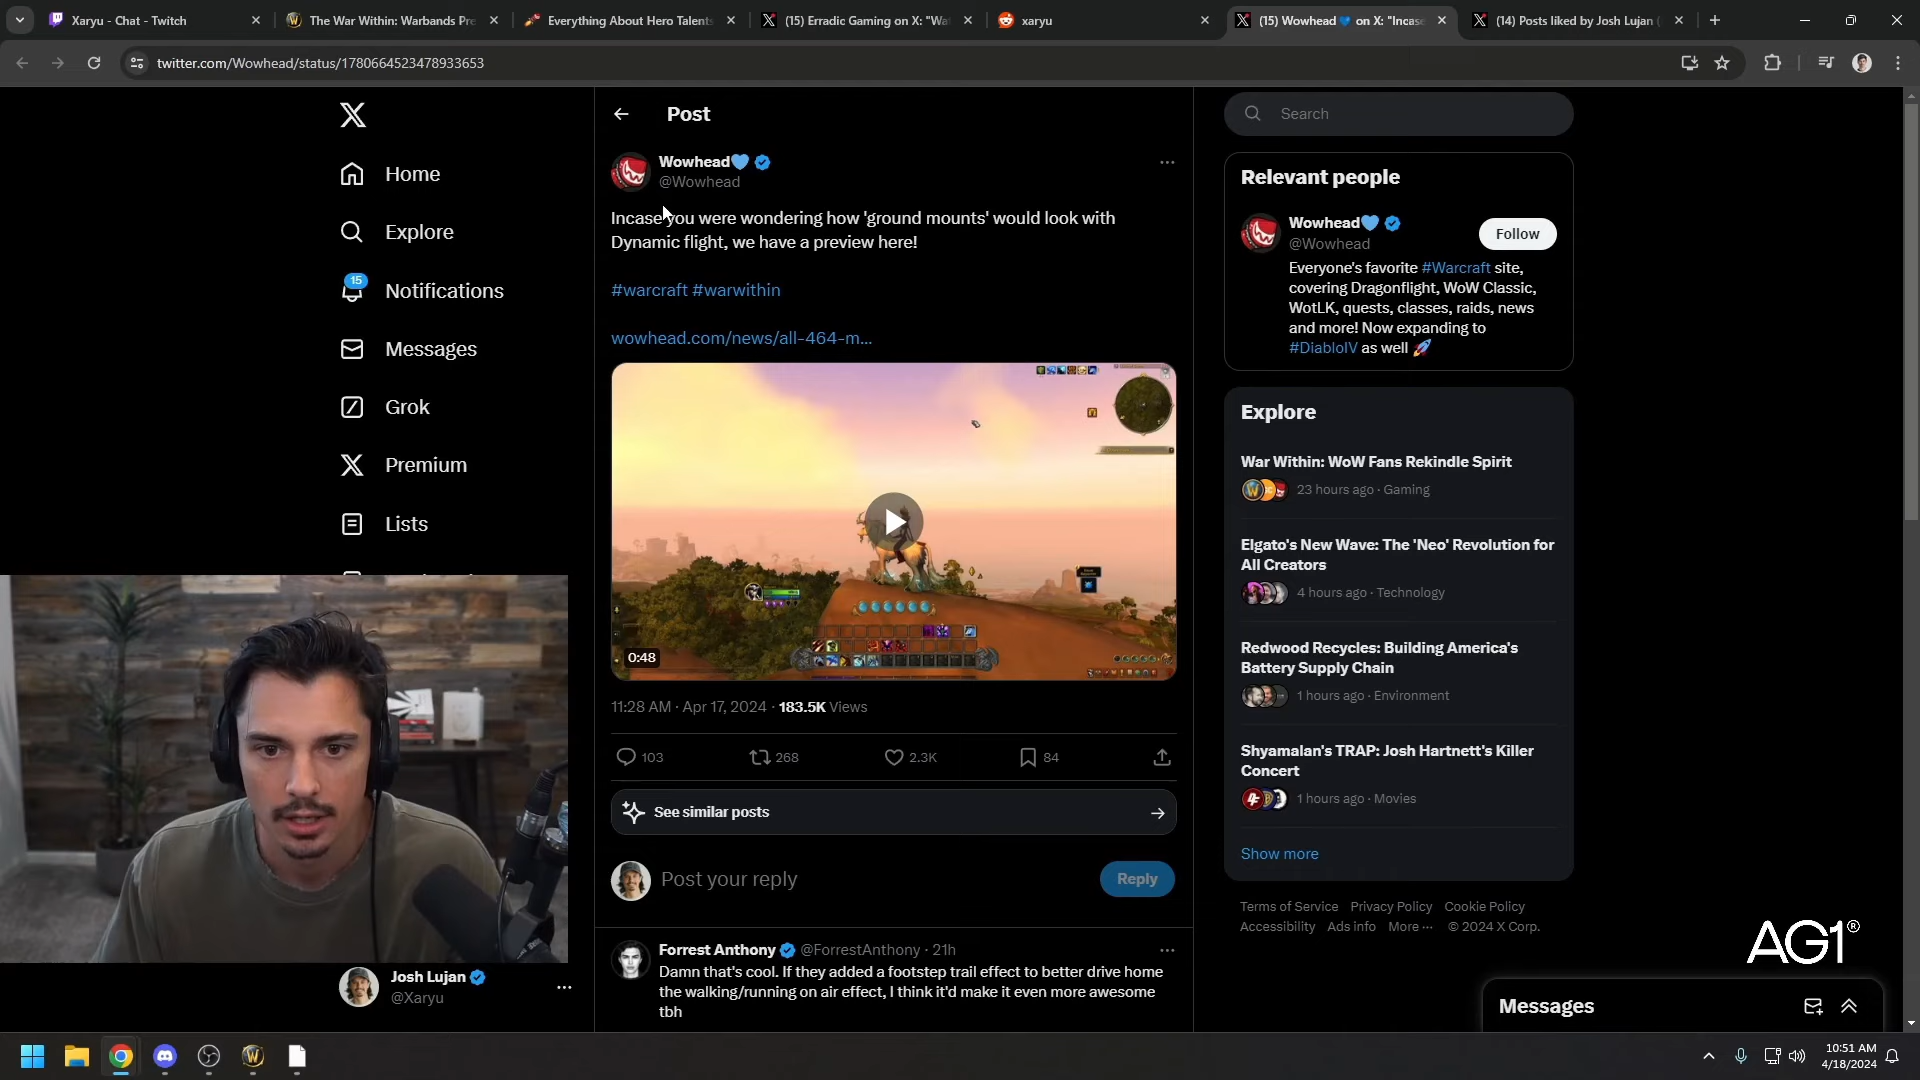 Xaryu - Chat - Twitch
The War Within: Warbands Pre
Everything About Hero Talents
(15) Erradic Gaming on X: "Wa
xaryu
(15) Wowhead💙 on X: "Incase
(14) Posts liked by Josh Lujan (
twitter.com/Wowhead/status/1780664523478933653
Home
Explore
15
Notifications
Messages
Grok
Premium
Lists
Josh Lujan
@Xaryu
Post
Wowhead💙
@Wowhead
Incase you were wondering how 'ground mounts' would look with
Dynamic flight, we have a preview here!
#warcraft #warwithin
wowhead.com/news/all-464-m...
0:48
11:28 AM · Apr 17, 2024 · 183.5K Views
103
268
2.3K
84
See similar posts
Post your reply
Reply
Forrest Anthony @ForrestAnthony · 21h
Damn that's cool. If they added a footstep trail effect to better drive home
the walking/running on air effect, I think it'd make it even more awesome
tbh
Search
Relevant people
Wowhead💙
@Wowhead
Follow
Everyone's favorite #Warcraft site,
covering Dragonflight, WoW Classic,
WotLK, quests, classes, raids, news
and more! Now expanding to
#DiabloIV as well 🚀
Explore
War Within: WoW Fans Rekindle Spirit
23 hours ago · Gaming
Elgato's New Wave: The 'Neo' Revolution for
All Creators
4 hours ago · Technology
Redwood Recycles: Building America's
Battery Supply Chain
1 hours ago · Environment
Shyamalan's TRAP: Josh Hartnett's Killer
Concert
1 hours ago · Movies
Show more
Terms of Service Privacy Policy Cookie Policy
Accessibility Ads info More ··· © 2024 X Corp.
AG1®
Messages
10:51 AM
4/18/2024